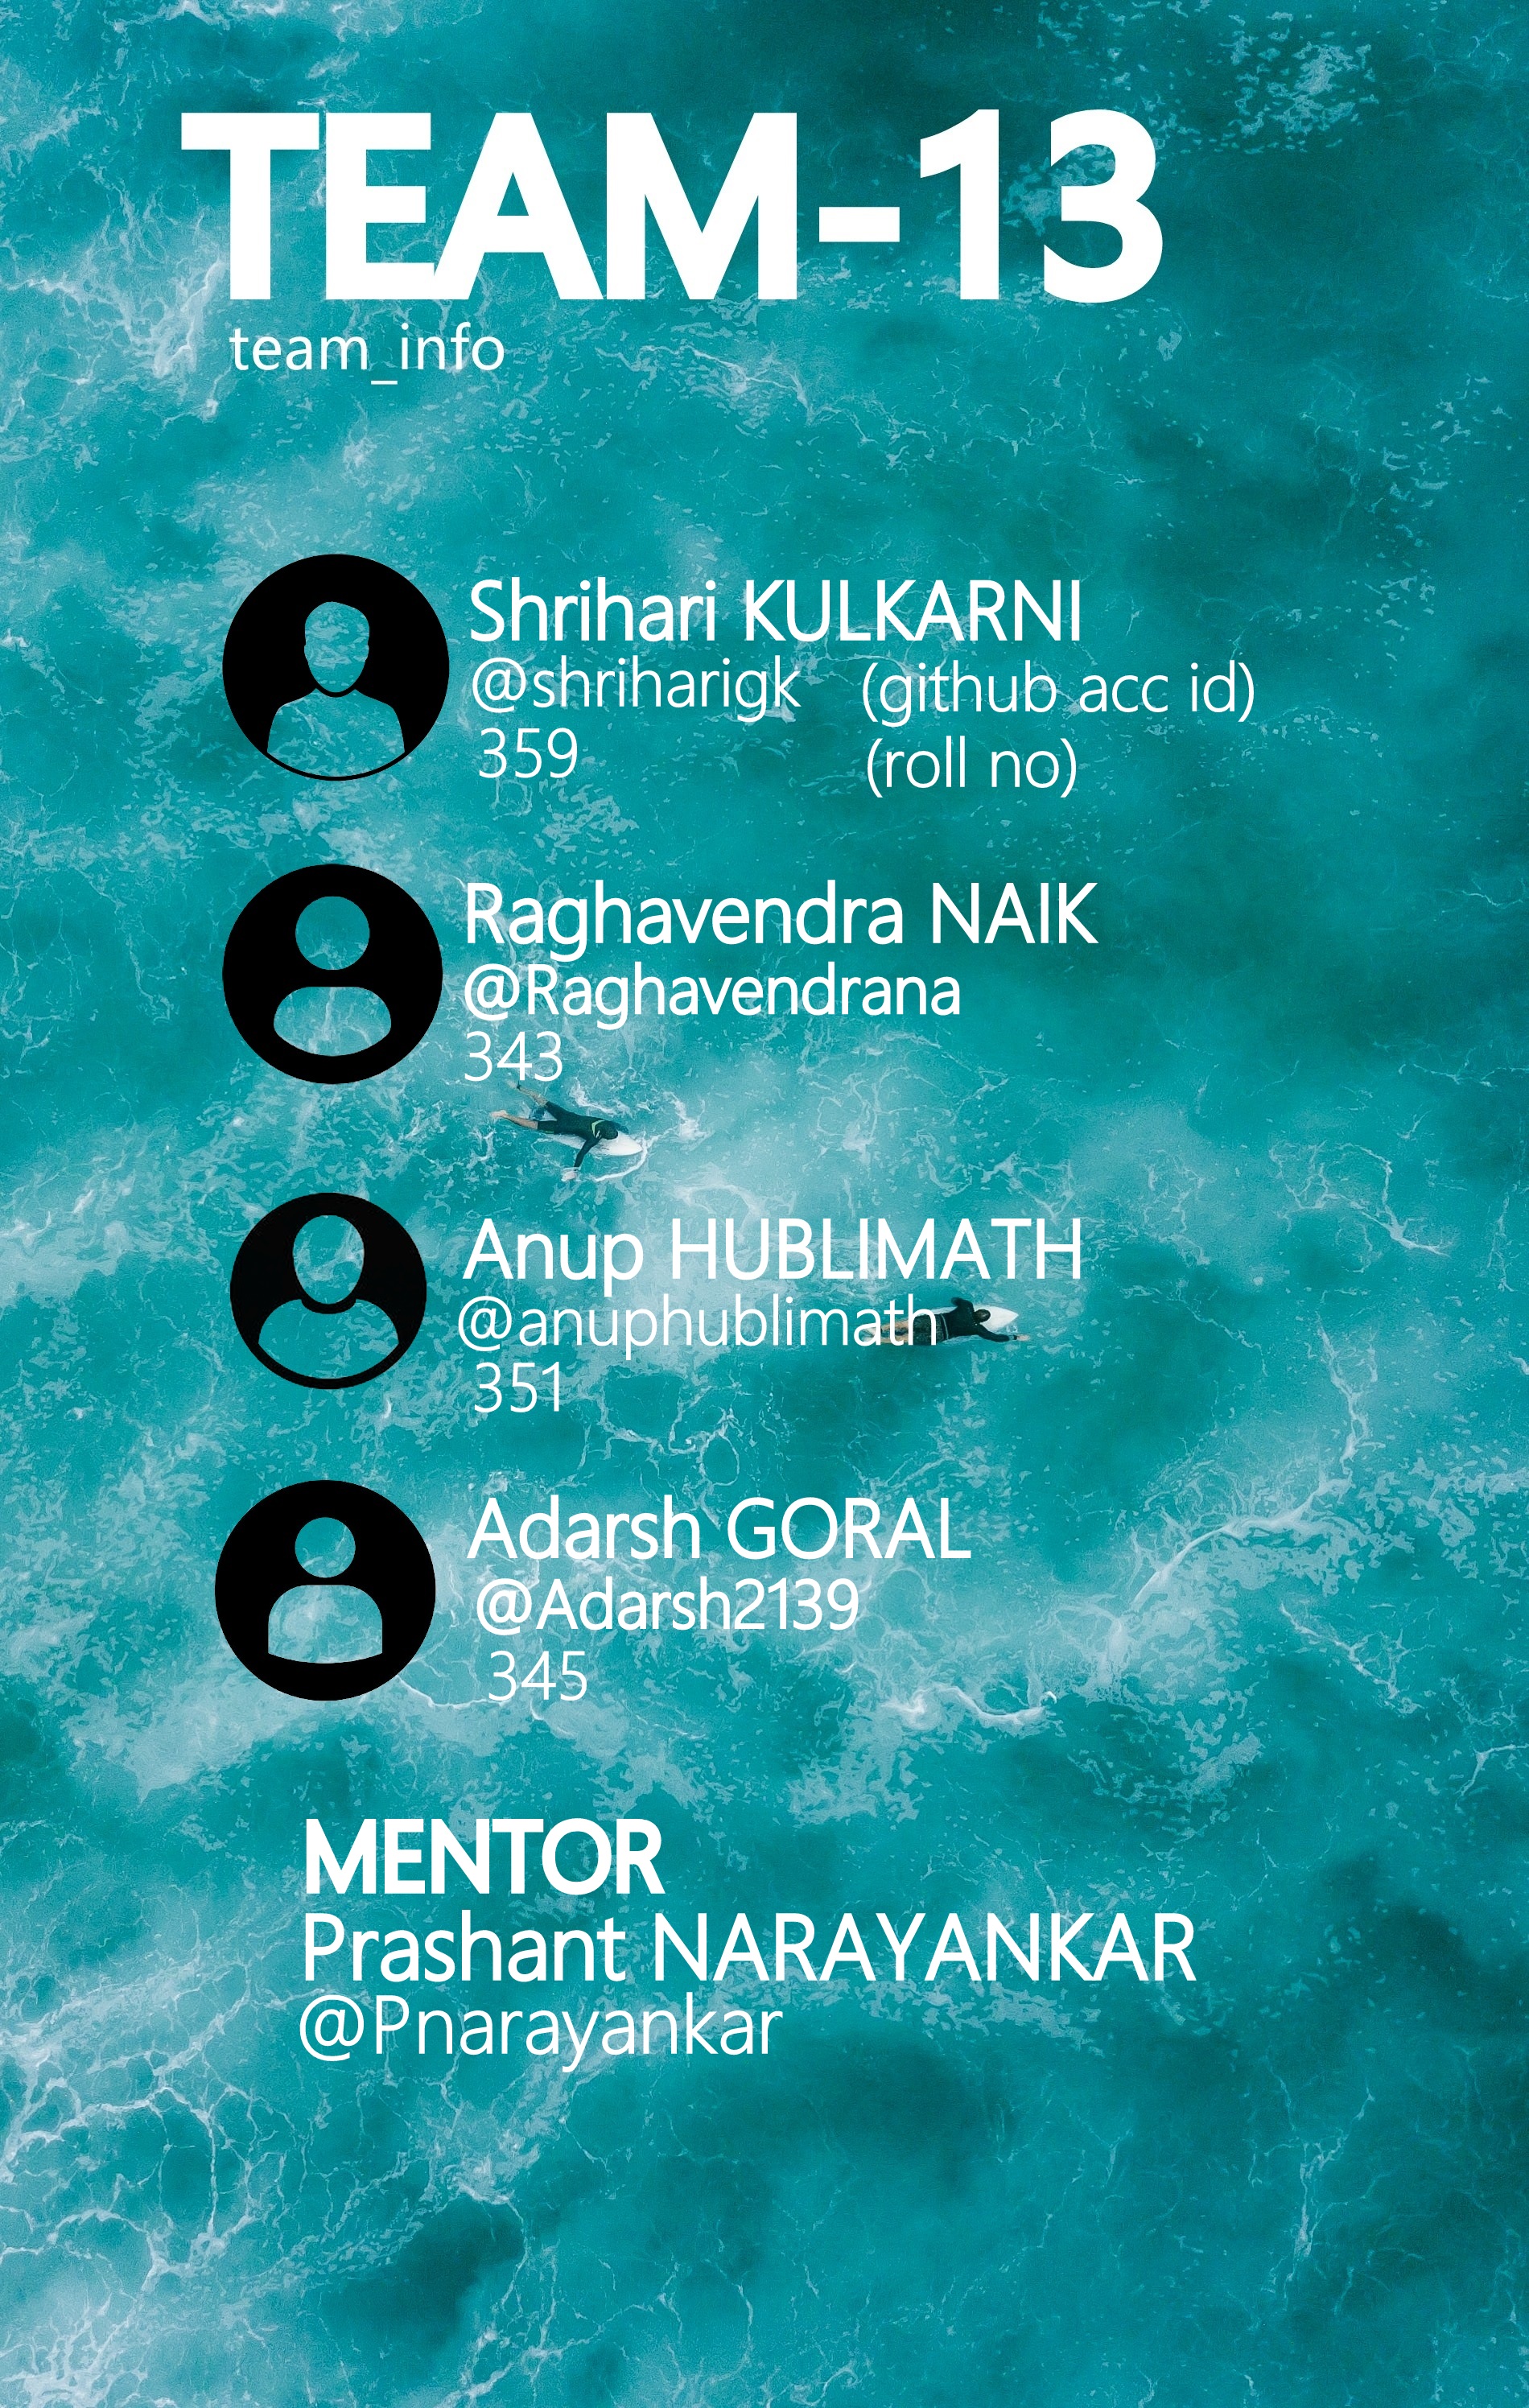 TEAM-13
team_info
Shrihari KULKARNI
@shriharigk (github acc id)
359 (roll no)
Raghavendra NAIK
@Raghavendrana
343
Anup HUBLIMATH
@anuphublimath
351
Adarsh GORAL
@Adarsh2139
345
MENTOR
Prashant NARAYANKAR
@Pnarayankar